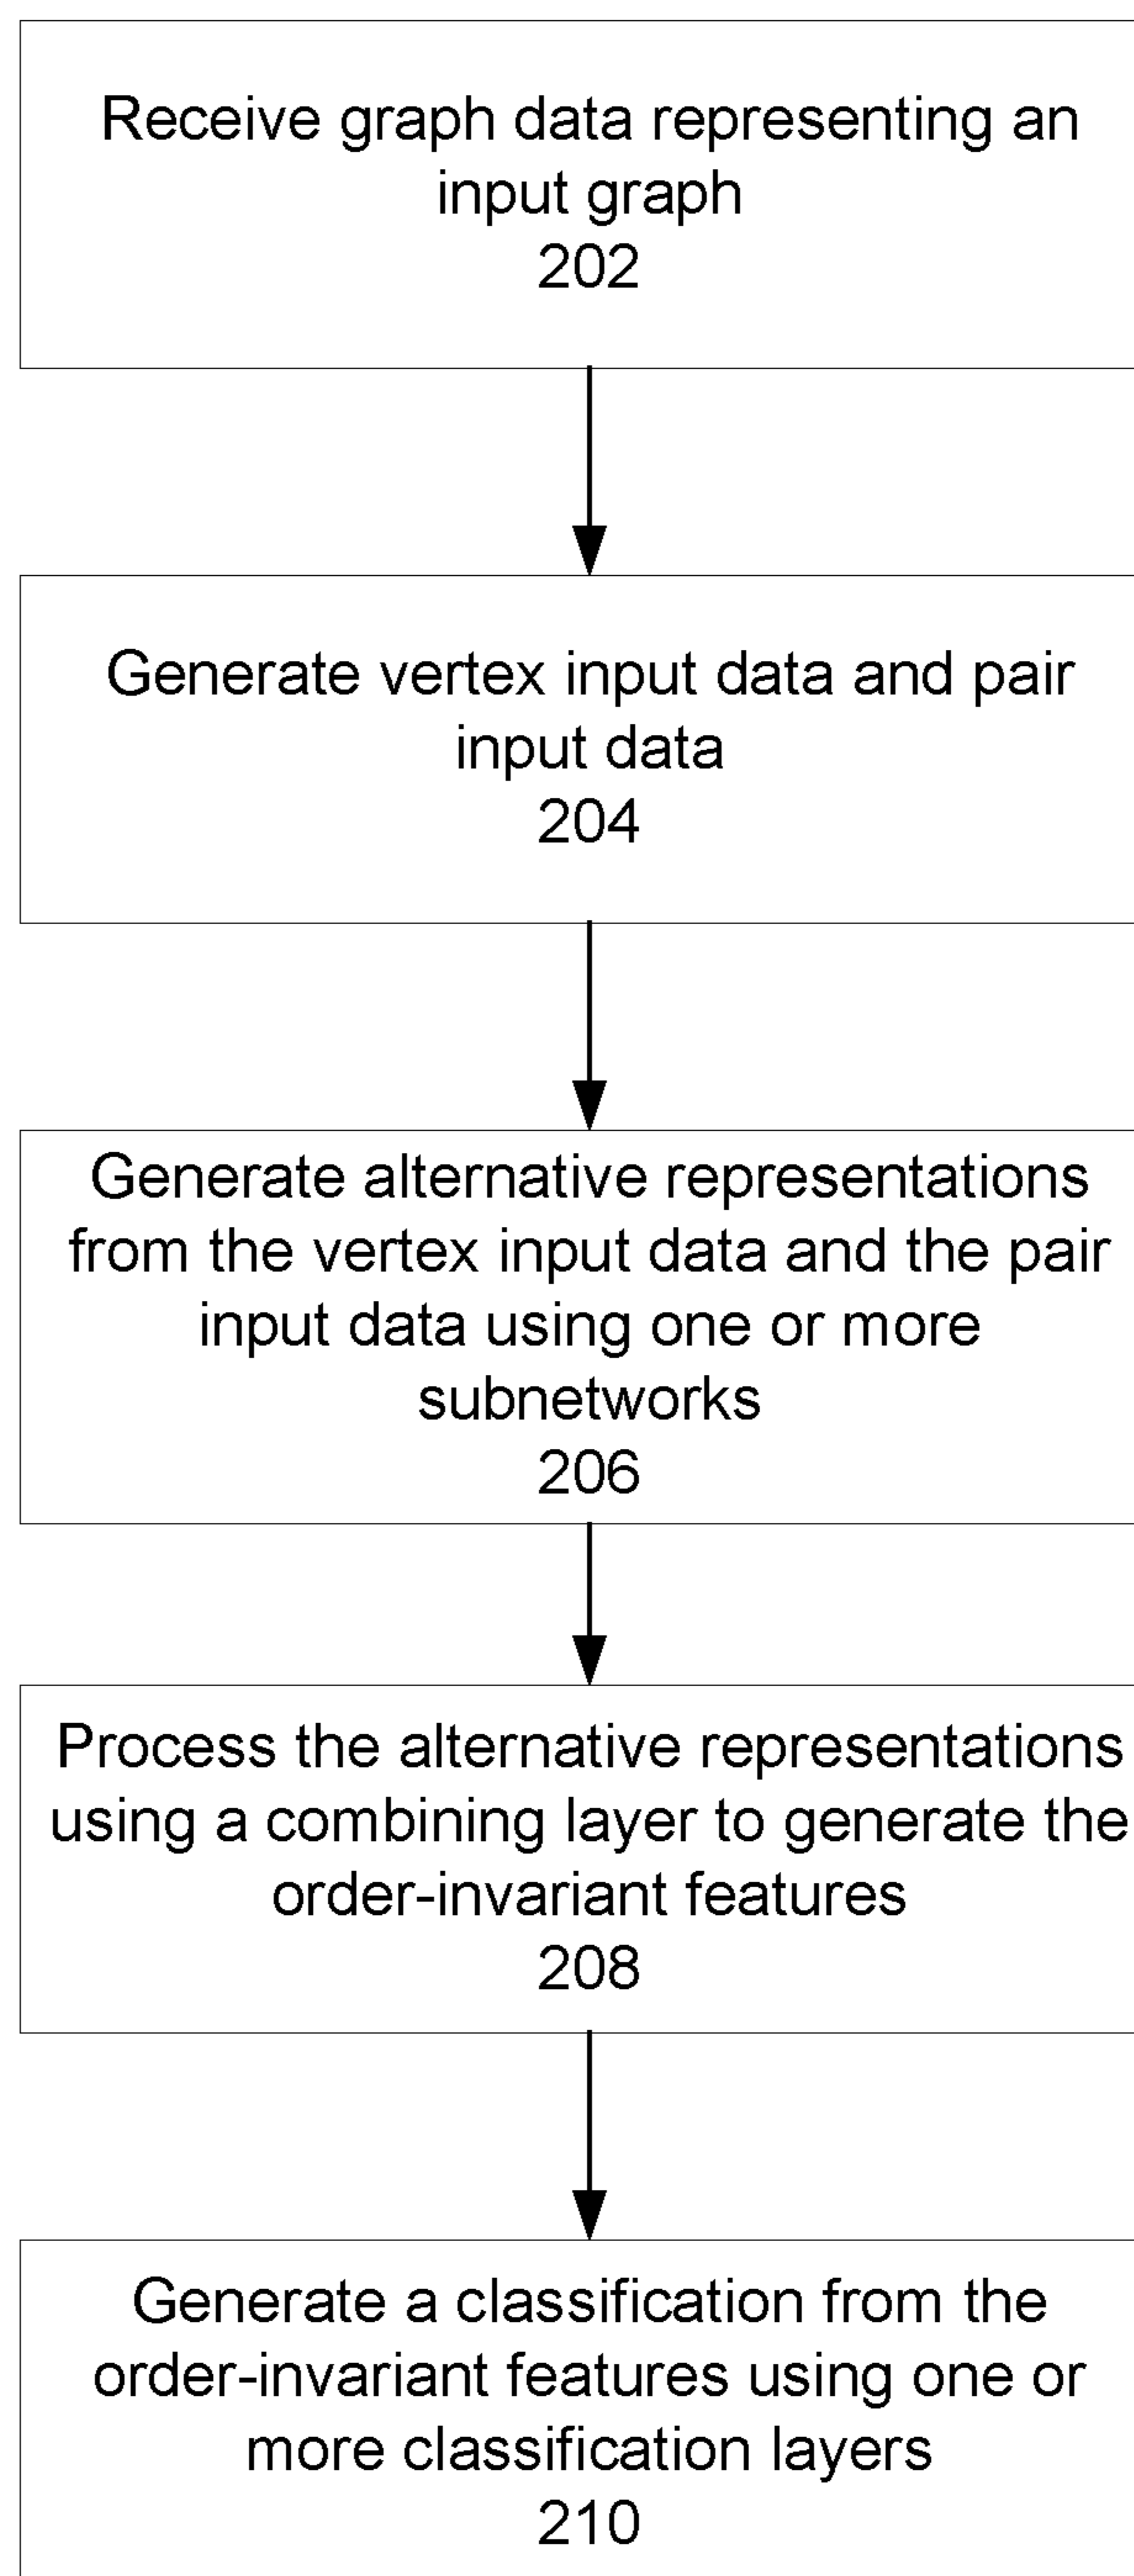 Receive graph data representing an
input graph
202
Generate vertex input data and pair
input data
204
Generate alternative representations
from the vertex input data and the pair
input data using one or more
subnetworks
206
Process the alternative representations
using a combining layer to generate the
order-invariant features
208
Generate a classification from the
order-invariant features using one or
more classification layers
210